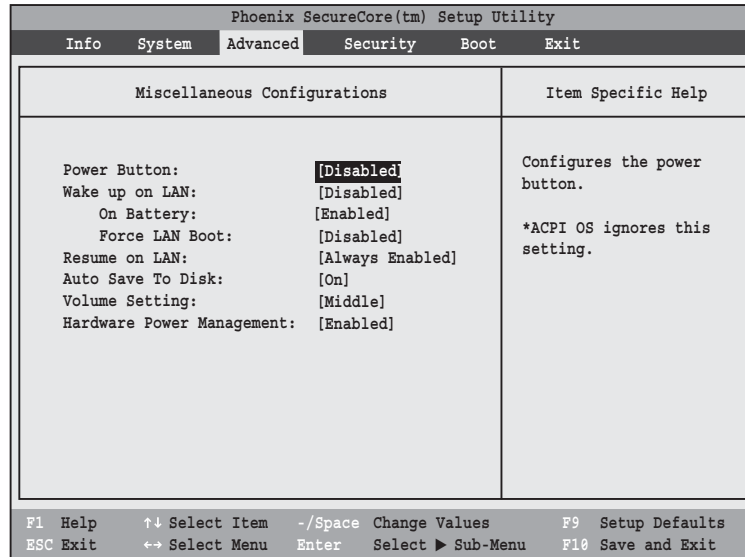 Phoenix SecureCore(tm) Setup Utility
Info System Advanced Security Boot Exit
Miscellaneous Configurations
Item Specific Help
Power Button: [Disabled]
Wake up on LAN: [Disabled]
On Battery: [Enabled]
Force LAN Boot: [Disabled]
Resume on LAN: [Always Enabled]
Auto Save To Disk: [On]
Volume Setting: [Middle]
Hardware Power Management: [Enabled]
Configures the power
button.
*ACPI OS ignores this
setting.
F1 Help ↑↓ Select Item -/Space Change Values F9 Setup Defaults
ESC Exit ←→ Select Menu Enter Select ▶ Sub-Menu F10 Save and Exit